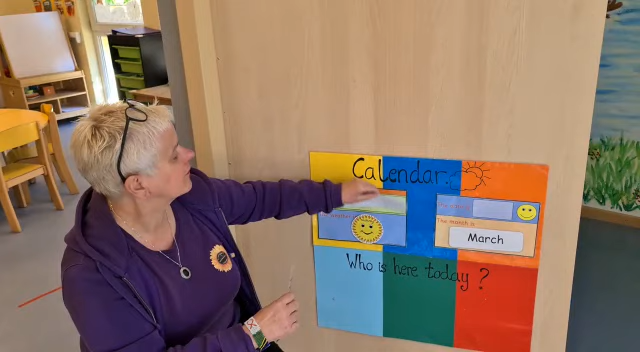 Calendar
The month is
March
Who is here today?